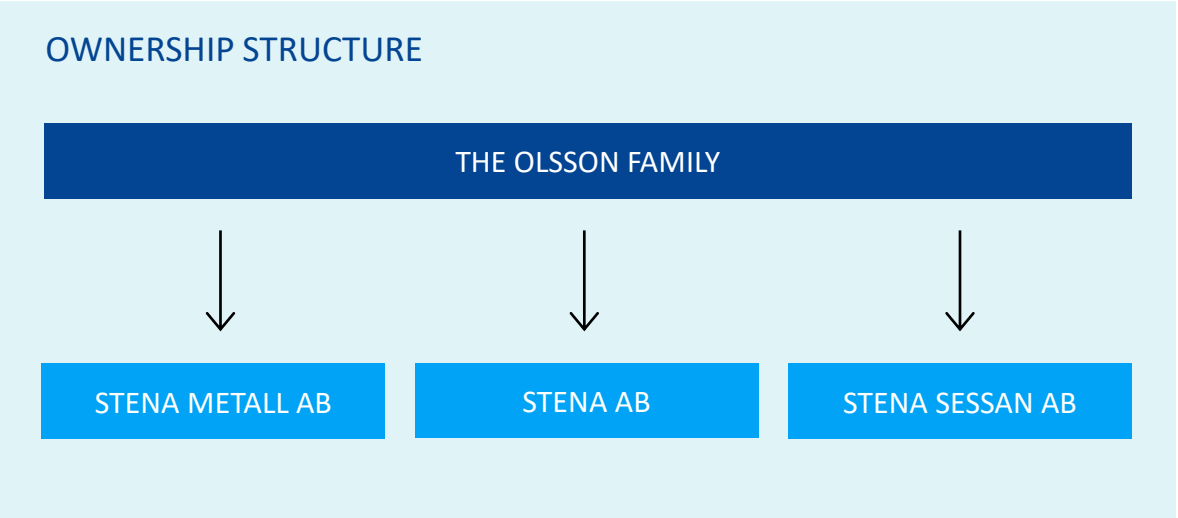 OWNERSHIP STRUCTURE
THE OLSSON FAMILY
STENA METALL AB
STENA AB
STENA SESSAN AB